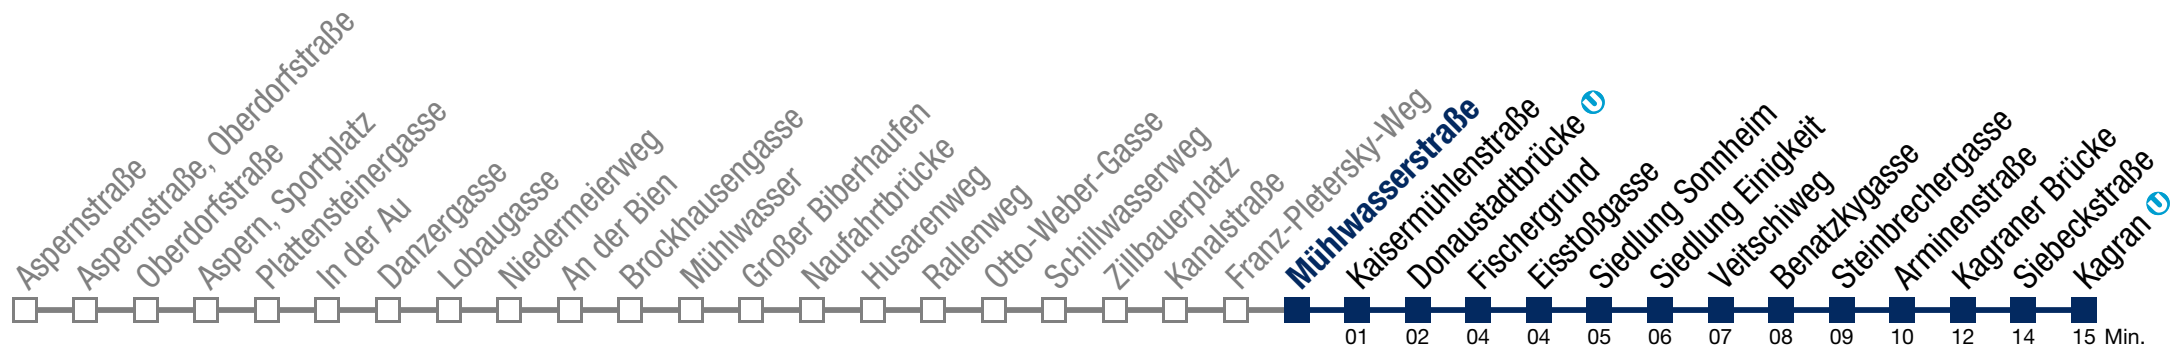 Aspernstraße
Aspernstraße, Oberdorfstraße
Oberdorfstraße
Aspern, Sportplatz
Plattensteinergasse
In der Au
Danzergasse
Lobaugasse
Niedermeierweg
An der Bien
Brockhausengasse
Mühlwasser
Großer Biberhaufen
Naufahrtbrücke
Husarenweg
Rallenweg
Otto-Weber-Gasse
Schillwasserweg
Zillbauerplatz
Kanalstraße
Franz-Pletersky-Weg
Mühlwasserstraße
Kaisermühlenstraße
Donaustadtbrücke U
Fischergrund
Eisstoßgasse
Siedlung Sonnheim
Siedlung Einigkeit
Veitschiweg
Benatzkygasse
Steinbrechergasse
Arminenstraße
Kagraner Brücke
Siebeckstraße
Kagran U
01 02 04 04 05 06 07 08 09 10 12 14 15 Min.